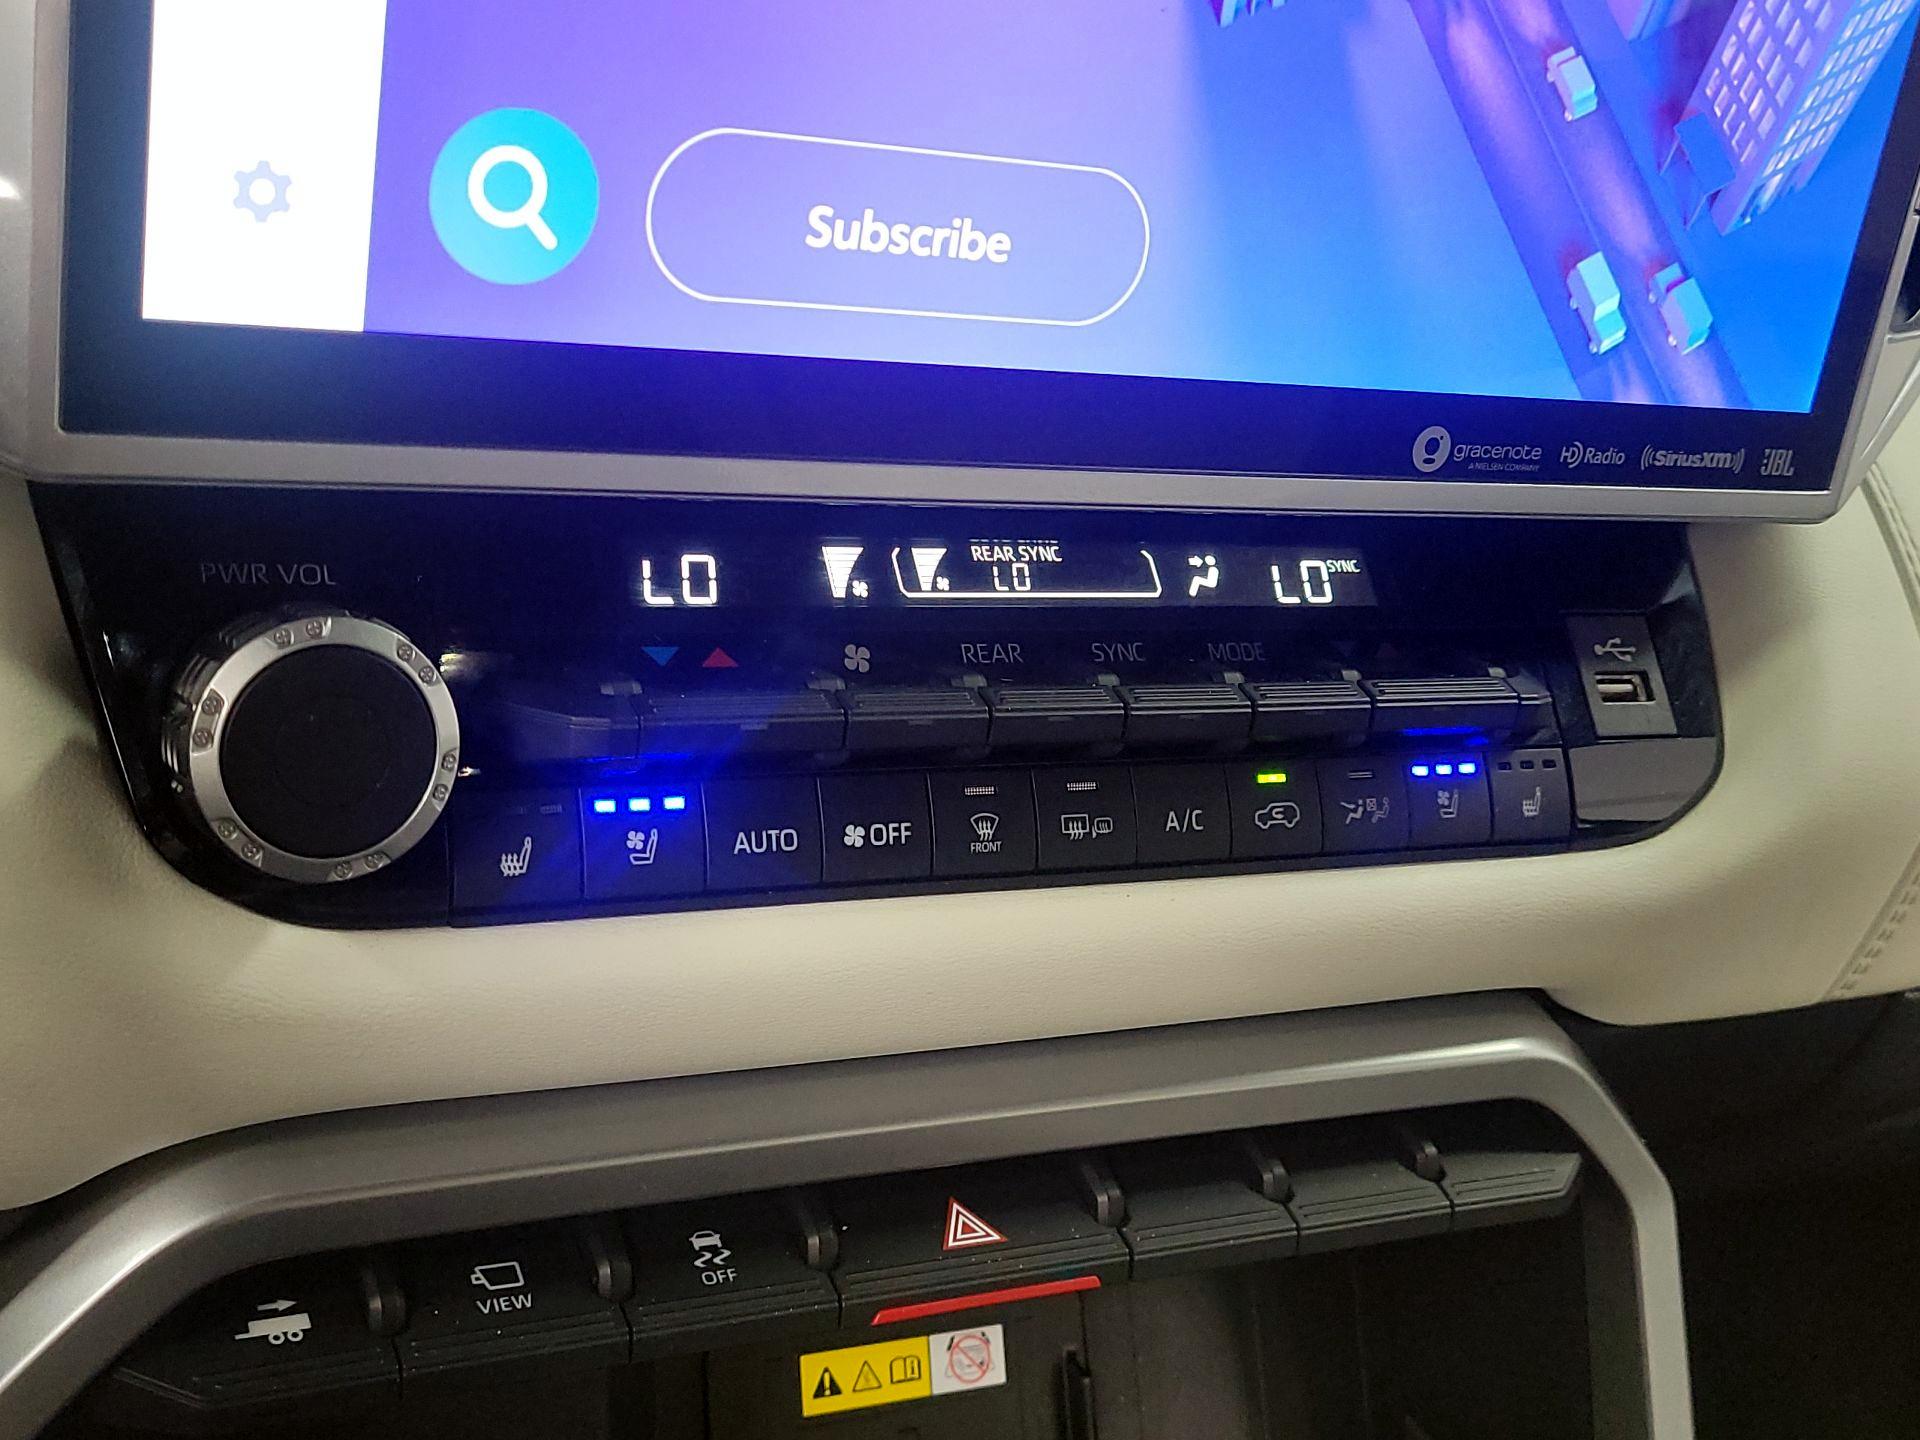 Subscribe
gracenote
A NIELSEN COMPANY
HD Radio
SiriusXM
JBL
PWR VOL
LO
REAR SYNC
LO
LO SYNC
REAR
SYNC
MODE
AUTO
OFF
FRONT
A/C
VIEW
OFF